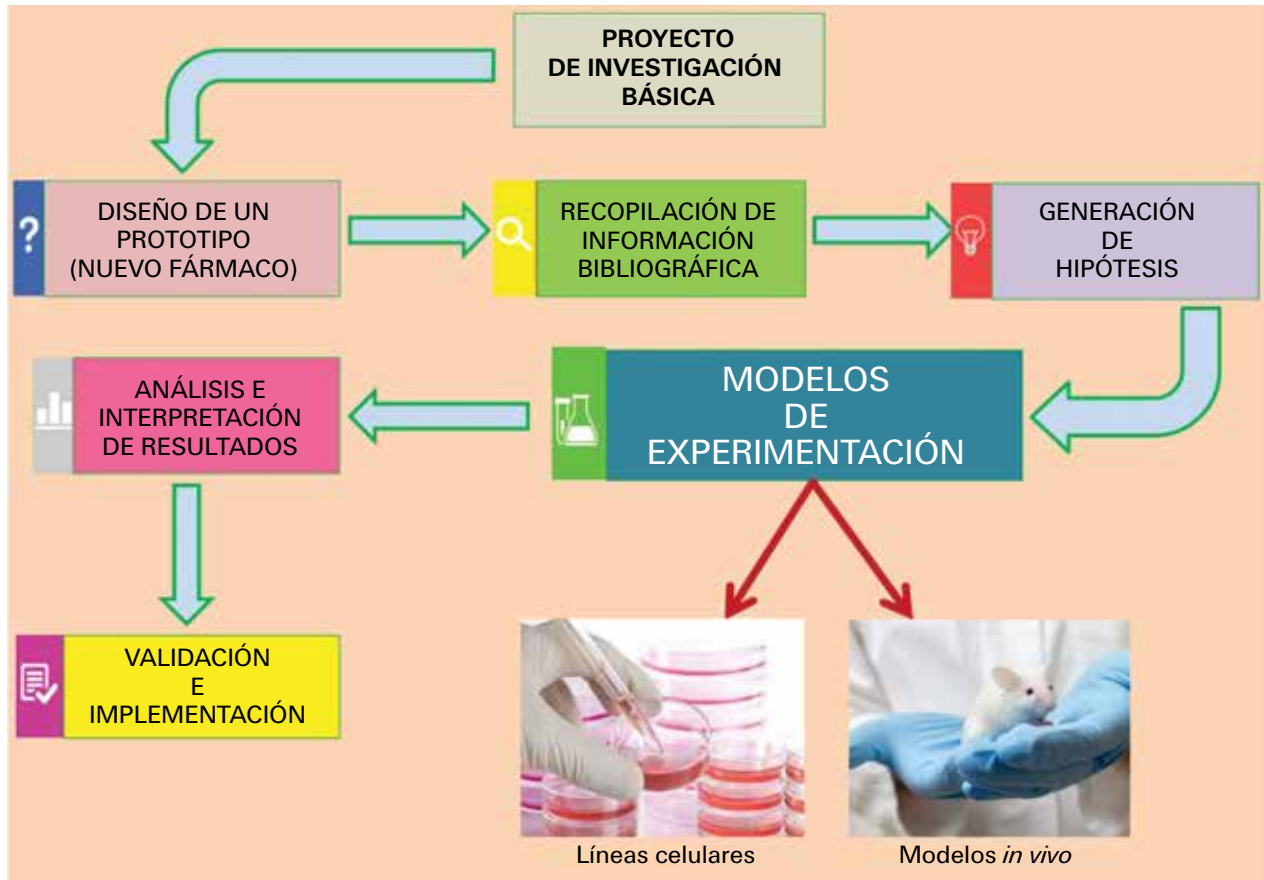 PROYECTO
DE INVESTIGACIÓN
BÁSICA
?
DISEÑO DE UN
PROTOTIPO
(NUEVO FÁRMACO)
RECOPILACIÓN DE
INFORMACIÓN
BIBLIOGRÁFICA
GENERACIÓN
DE
HIPÓTESIS
MODELOS
DE
EXPERIMENTACIÓN
ANÁLISIS E
INTERPRETACIÓN
DE RESULTADOS
VALIDACIÓN
E
IMPLEMENTACIÓN
Líneas celulares
Modelos in vivo